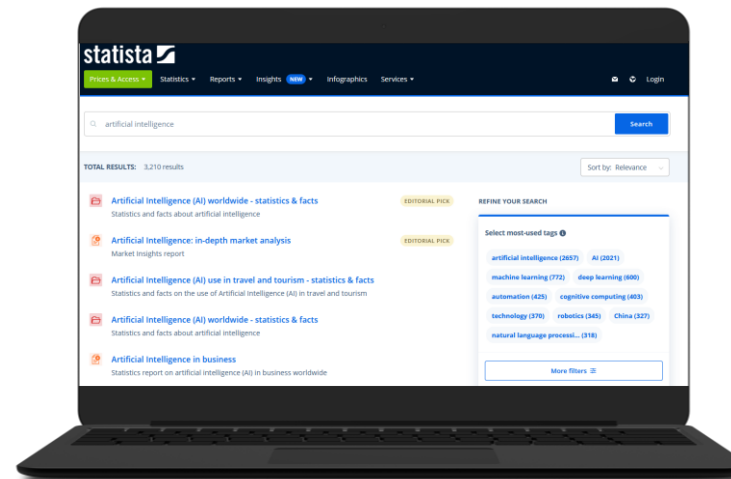 statista
Prices & Access Statistics Reports Insights NEW Infographics Services Login
artificial intelligence Search
TOTAL RESULTS: 3,210 results Sort by: Relevance
Artificial Intelligence (AI) worldwide - statistics & facts EDITORIAL PICK
Statistics and facts about artificial intelligence
Artificial Intelligence: in-depth market analysis EDITORIAL PICK
Market Insights report
Artificial Intelligence (AI) use in travel and tourism - statistics & facts
Statistics and facts on the use of Artificial Intelligence (AI) in travel and tourism
Artificial Intelligence (AI) worldwide - statistics & facts
Statistics and facts about artificial intelligence
Artificial Intelligence in business
Statistics report on artificial intelligence (AI) in business worldwide
REFINE YOUR SEARCH
Select most-used tags
artificial intelligence (2657) AI (2021)
machine learning (772) deep learning (600)
automation (425) cognitive computing (403)
technology (370) robotics (345) China (327)
natural language processi... (318)
More filters